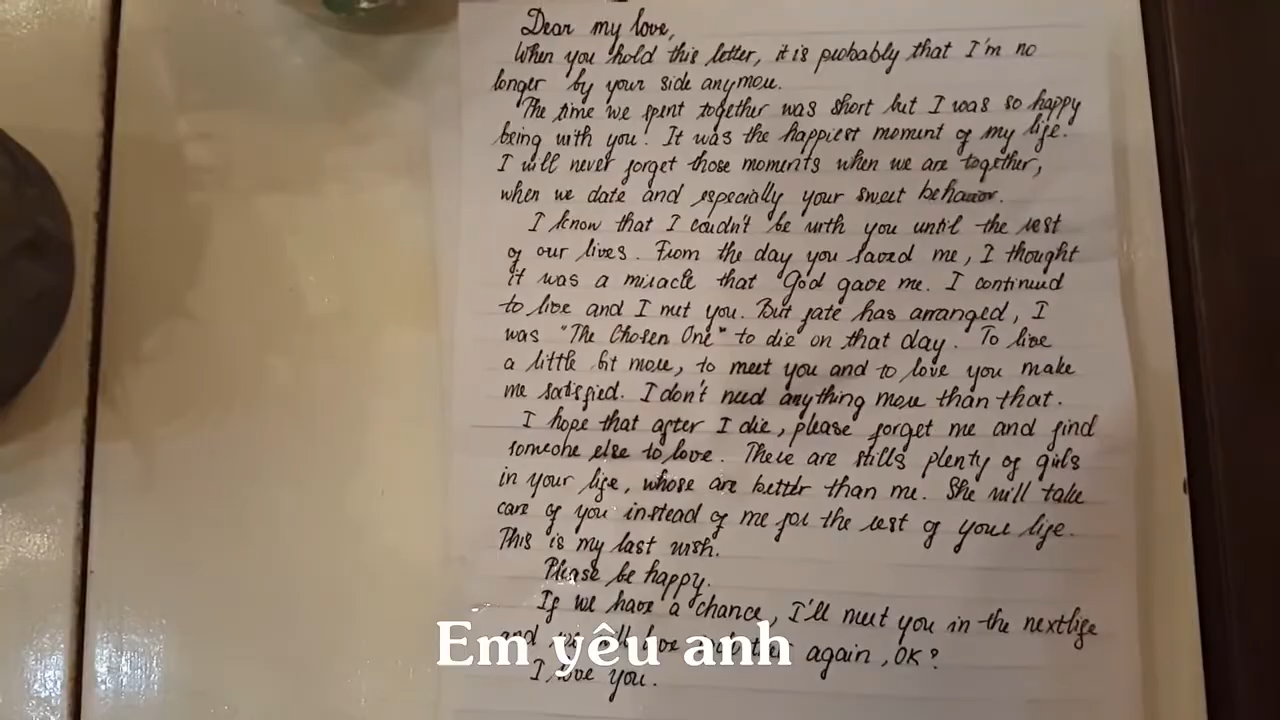 Dear my love,
When you hold this letter, it is probably that I'm no
longer by your side anymore.
The time we spent together was short but I was so happy
being with you! It was the happiest moment of my life.
I will never forget those moments when we are together,
when we date and especially your sweet behavior.
I know that I couldn't be with you until the rest
of our lives. From the day you saved me, I thought
it was a miracle that God gave me. I continued
to live and I met you. But fate has arranged, I
was "The Chosen One" to die on that day. To live
a little bit more, to meet you and to love you make
me satisfied. I don't need anything more than that.
I hope that after I die, please forget me and find
someone else to love. There are stills plenty of girls
in your life, whose are better than me. She will take
care of you instead of me for the rest of your life.
This is my last wish.
Please be happy.
If we have a chance, I'll meet you in the next life
and we love again, OK?
Em yêu anh
I love you.